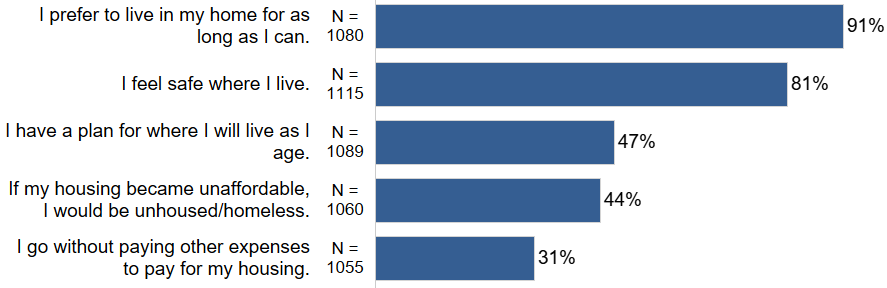 I prefer to live in my home for as
long as I can.
N =
1080
91%
I feel safe where I live.
N =
1115
81%
I have a plan for where I will live as I
age.
N =
1089
47%
If my housing became unaffordable,
I would be unhoused/homeless.
N =
1060
44%
I go without paying other expenses
to pay for my housing.
N =
1055
31%